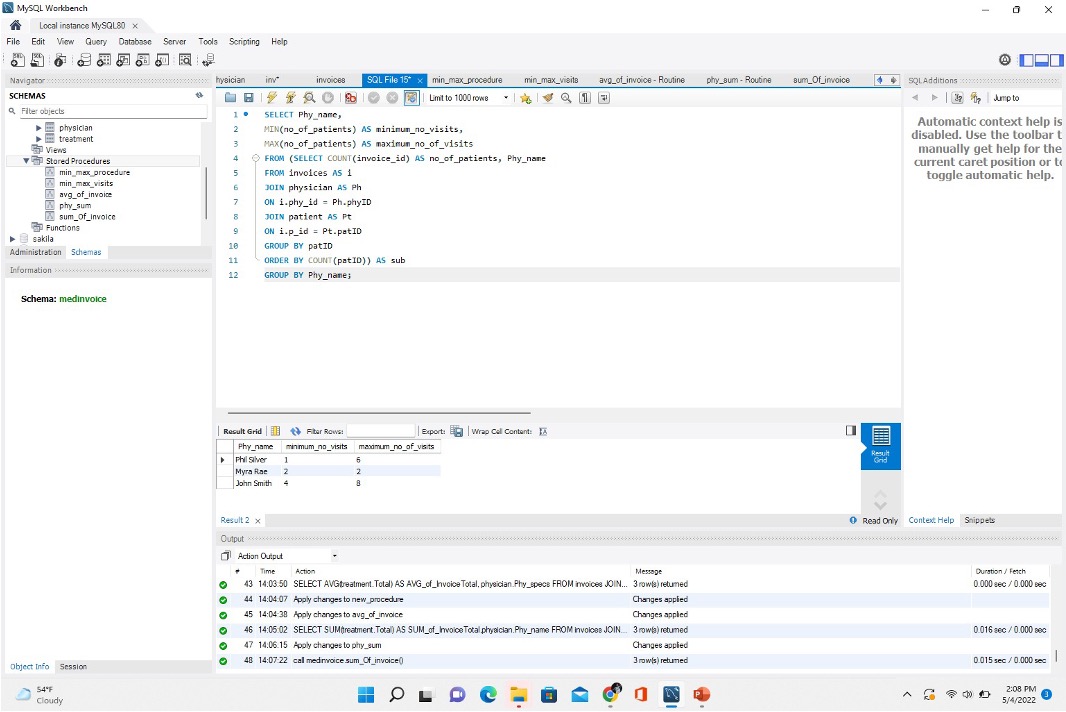 MySQL Workbench
Local instance MySQL80 ×
File Edit View Query Database Server Tools Scripting Help
Navigator
hysician inv* invoices SQL File 15* × min_max_procedure min_max_visits avg_of_invoice - Routine phy_sum - Routine sum_Of_invoice
SQLAdditions
SCHEMAS
Filter objects
physician
treatment
Views
Stored Procedures
min_max_procedure
min_max_visits
avg_of_invoice
phy_sum
sum_Of_invoice
Functions
sakila
Administration Schemas
Information
Schema: medinvoice
Limit to 1000 rows
1 SELECT Phy_name,
2 MIN(no_of_patients) AS minimum_no_visits,
3 MAX(no_of_patients) AS maximum_no_of_visits
4 FROM (SELECT COUNT(invoice_id) AS no_of_patients, Phy_name
5 FROM invoices AS i
6 JOIN physician AS Ph
7 ON i.phy_id = Ph.phyID
8 JOIN patient AS Pt
9 ON i.p_id = Pt.patID
10 GROUP BY patID
11 ORDER BY COUNT(patID)) AS sub
12 GROUP BY Phy_name;
Jump to
Automatic context help is
disabled. Use the toolbar t
manually get help for the
current caret position or to
toggle automatic help.
Result Grid Filter Rows: Export: Wrap Cell Content:
Phy_name minimum_no_visits maximum_no_of_visits
Phil Silver 1 6
Myra Rae 2 2
John Smith 4 8
Result
Grid
Result 2 × Read Only
Context Help Snippets
Output
Action Output
# Time Action Message Duration / Fetch
43 14:03:50 SELECT AVG(treatment.Total) AS AVG_of_InvoiceTotal, physician.Phy_specs FROM invoices JOIN... 3 row(s) returned 0.000 sec / 0.000 sec
44 14:04:07 Apply changes to new_procedure Changes applied
45 14:04:38 Apply changes to avg_of_invoice Changes applied
46 14:05:02 SELECT SUM(treatment.Total) AS SUM_of_InvoiceTotal,physician.Phy_name FROM invoices JOIN... 3 row(s) returned 0.016 sec / 0.000 sec
47 14:06:15 Apply changes to phy_sum Changes applied
48 14:07:22 call medinvoice.sum_Of_invoice() 3 row(s) returned 0.015 sec / 0.000 sec
Object Info Session
54°F
Cloudy
2:08 PM
5/4/2022
3